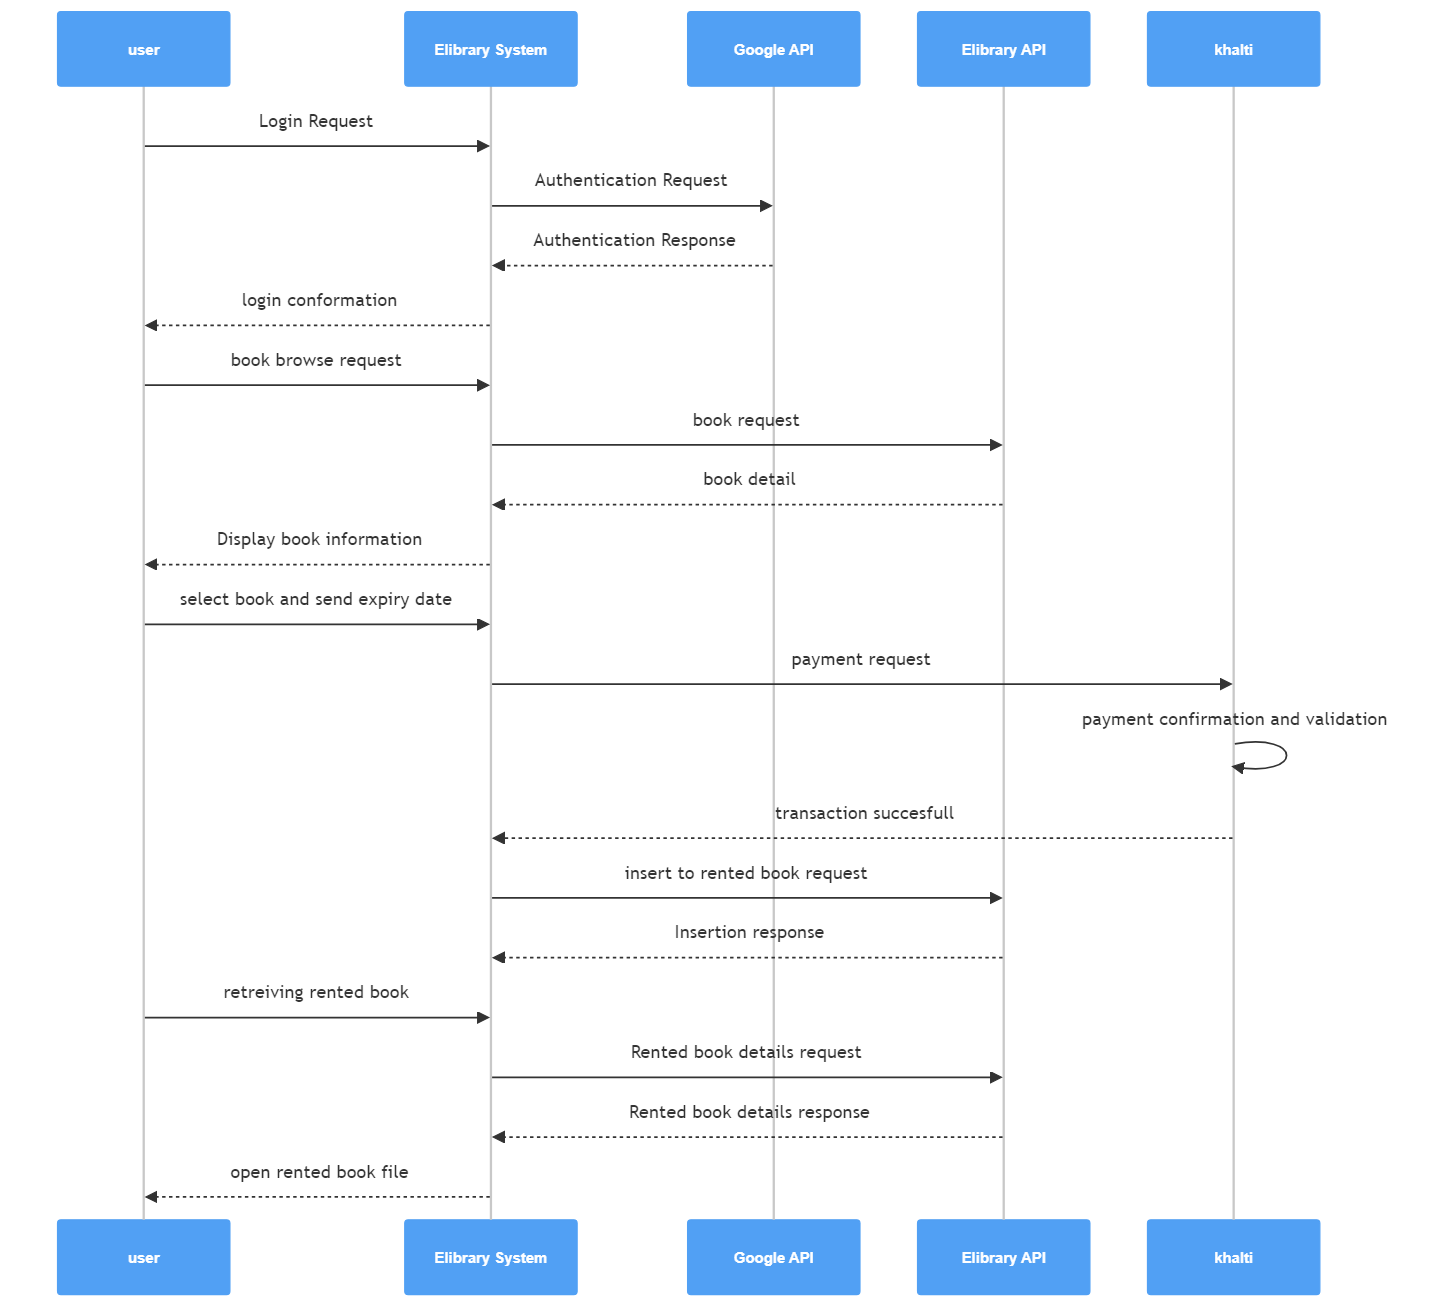 user
Elibrary System
Google API
Elibrary API
khalti
Login Request
Authentication Request
Authentication Response
login conformation
book browse request
book request
book detail
Display book information
select book and send expiry date
payment request
payment confirmation and validation
transaction succesfull
insert to rented book request
Insertion response
retreiving rented book
Rented book details request
Rented book details response
open rented book file
user
Elibrary System
Google API
Elibrary API
khalti